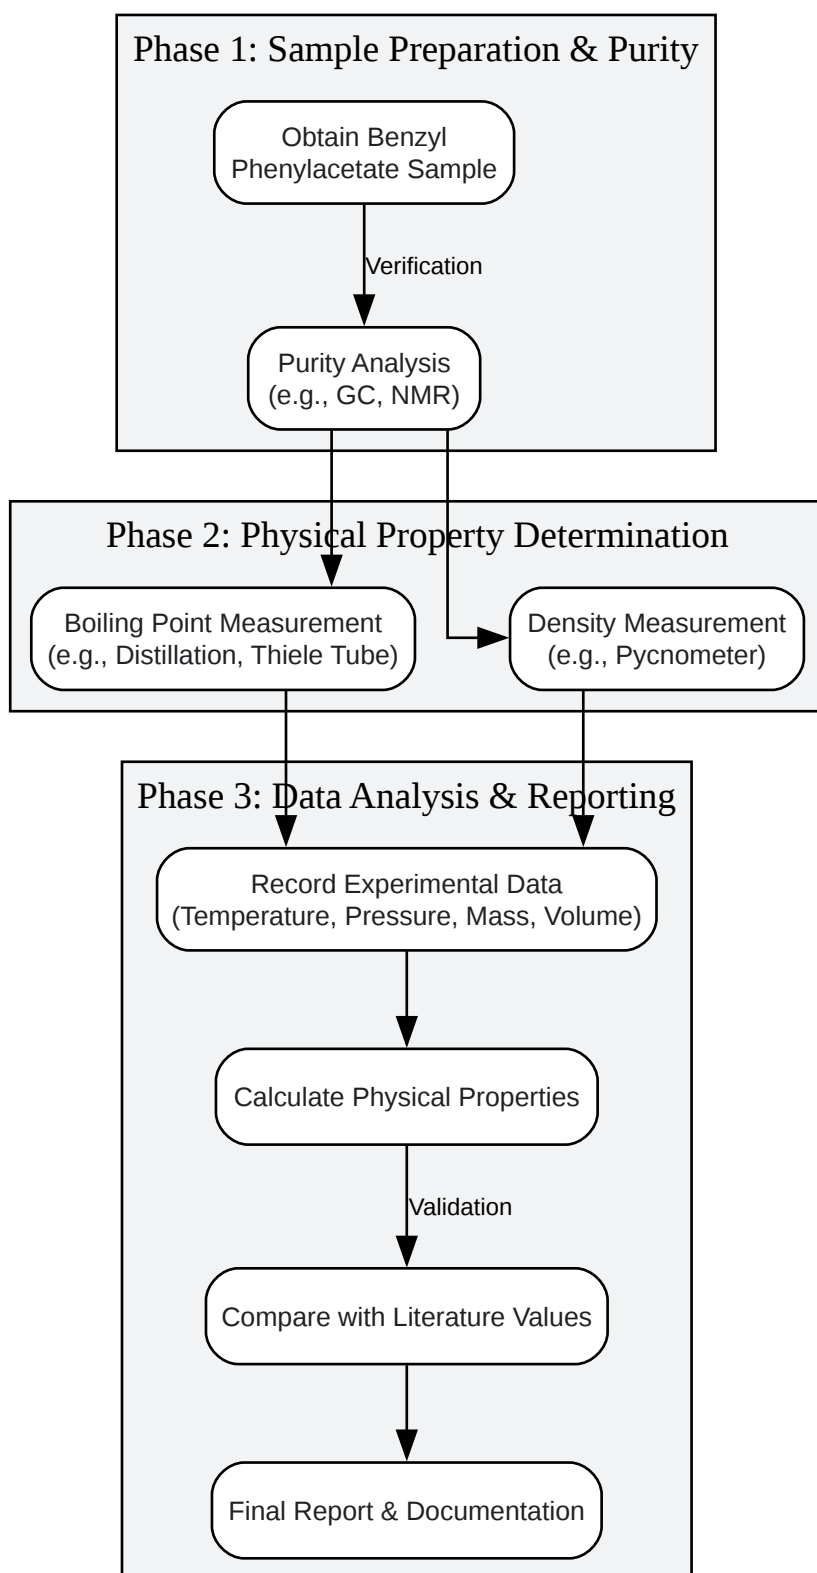 Phase 1: Sample Preparation & Purity
Obtain Benzyl
Phenylacetate Sample
Verification
Purity Analysis
(e.g., GC, NMR)
Phase 2: Physical Property Determination
Boiling Point Measurement
(e.g., Distillation, Thiele Tube)
Density Measurement
(e.g., Pycnometer)
Phase 3: Data Analysis & Reporting
Record Experimental Data
(Temperature, Pressure, Mass, Volume)
Calculate Physical Properties
Validation
Compare with Literature Values
Final Report & Documentation